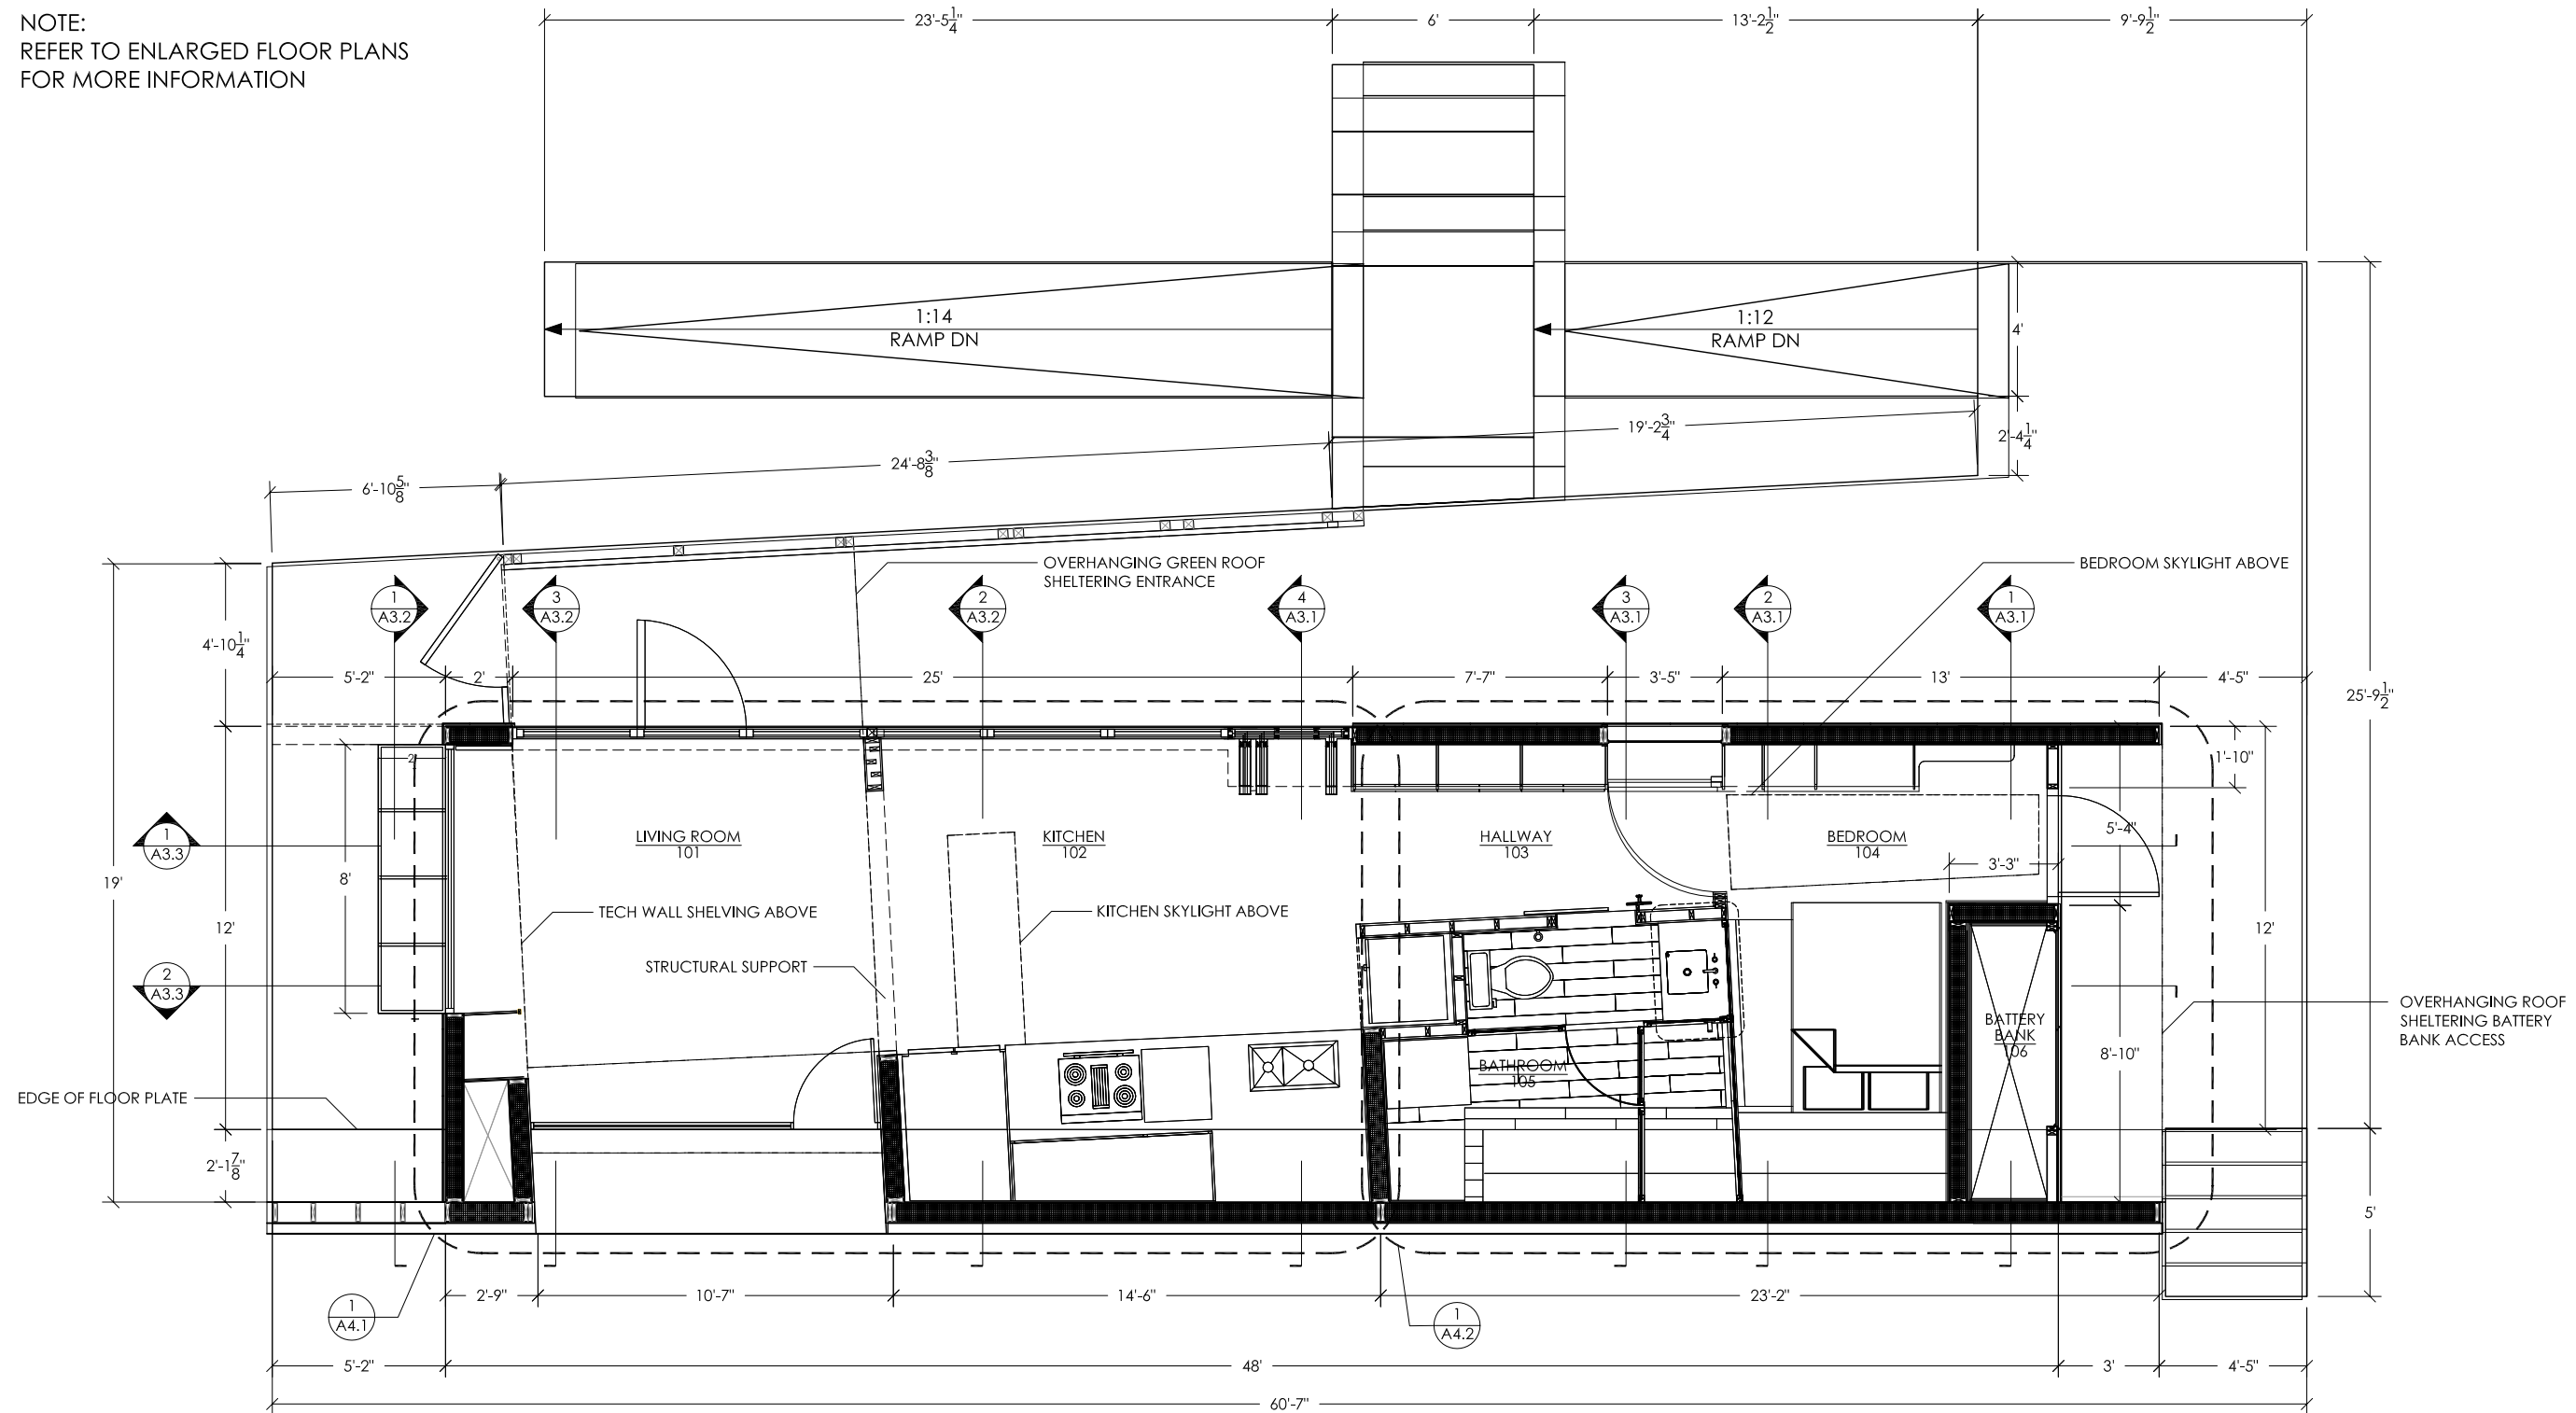 NOTE:
REFER TO ENLARGED FLOOR PLANS
FOR MORE INFORMATION
23'-5 1/4"
6'
13'-2 1/2"
9'-9 1/2"
1:14
RAMP DN
1:12
RAMP DN
4'
2'-4 1/4"
19'-2 3/4"
24'-8 3/8"
6'-10 5/8"
OVERHANGING GREEN ROOF
SHELTERING ENTRANCE
BEDROOM SKYLIGHT ABOVE
1
A3.2
3
A3.2
2
A3.2
4
A3.1
3
A3.1
2
A3.1
1
A3.1
4'-10 1/4"
5'-2"
2'
25'
7'-7"
3'-5"
13'
4'-5"
25'-9 1/2"
2'
1'-10"
1
A3.3
LIVING ROOM
101
KITCHEN
102
HALLWAY
103
BEDROOM
104
5'-4"
3'-3"
19'
8'
12'
TECH WALL SHELVING ABOVE
KITCHEN SKYLIGHT ABOVE
12'
STRUCTURAL SUPPORT
2
A3.3
OVERHANGING ROOF
SHELTERING BATTERY
BANK ACCESS
BATTERY
BANK
106
8'-10"
BATHROOM
105
EDGE OF FLOOR PLATE
2'-1 7/8"
5'
2'-9"
10'-7"
14'-6"
23'-2"
1
A4.1
1
A4.2
5'-2"
48'
3'
4'-5"
60'-7"